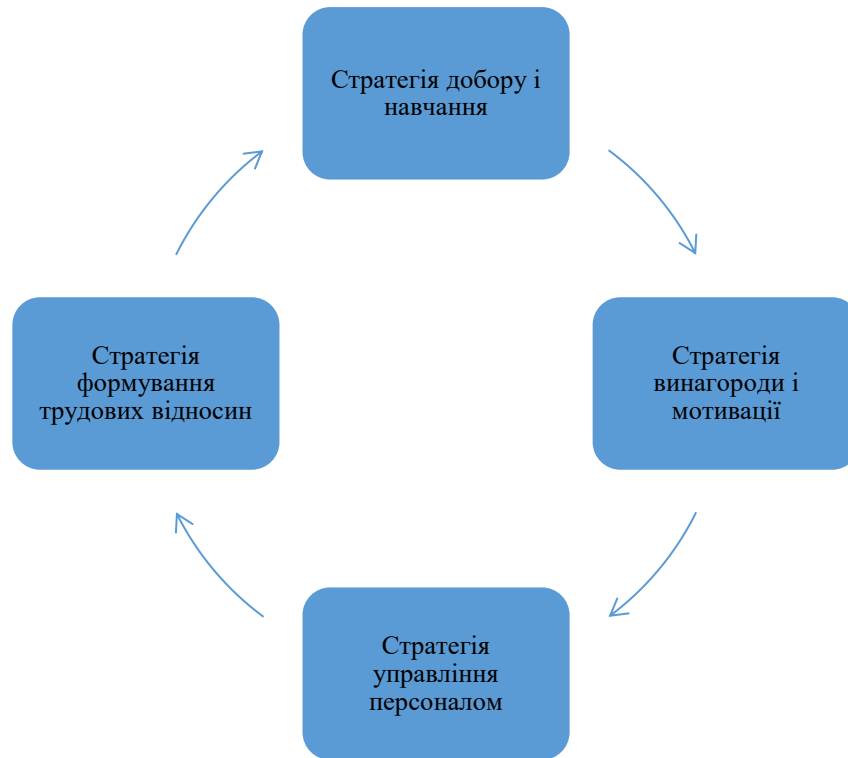 Стратегія добору і
навчання
Стратегія
винагороди і
мотивації
Стратегія
управління
персоналом
Стратегія
формування
трудових відносин